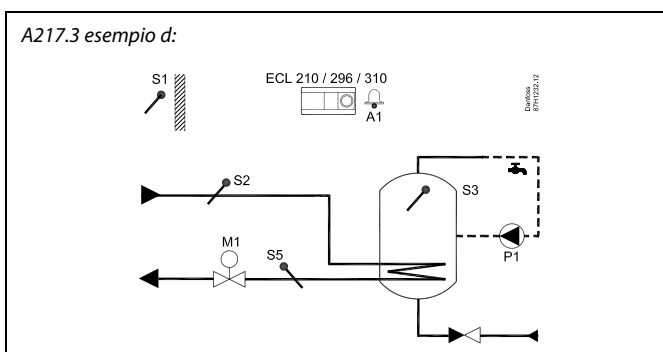 A217.3 esempio d:
S1
ECL 210 / 296 / 310
A1
Danfoss
87H1232.12
S2
S3
M1
S5
P1